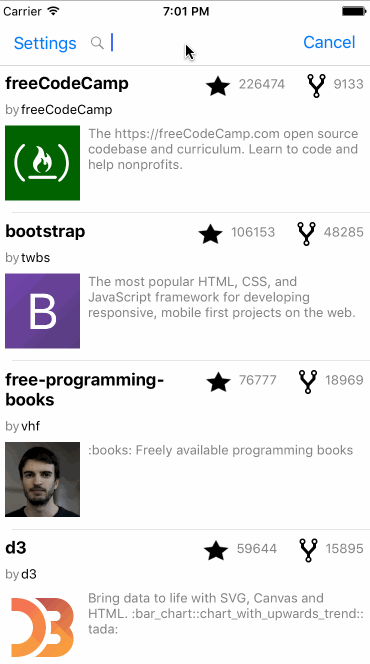 Carrier 7:01 PM
Settings Cancel
freeCodeCamp 226474 9133
by freeCodeCamp
The https://freeCodeCamp.com open source
codebase and curriculum. Learn to code and
help nonprofits.
bootstrap 106153 48285
by twbs
B
The most popular HTML, CSS, and
JavaScript framework for developing
responsive, mobile first projects on the web.
free-programming-
books 76777 18969
by vhf
:books: Freely available programming books
d3 59644 15895
by d3
D3
Bring data to life with SVG, Canvas and
HTML. :bar_chart::chart_with_upwards_trend::
tada: